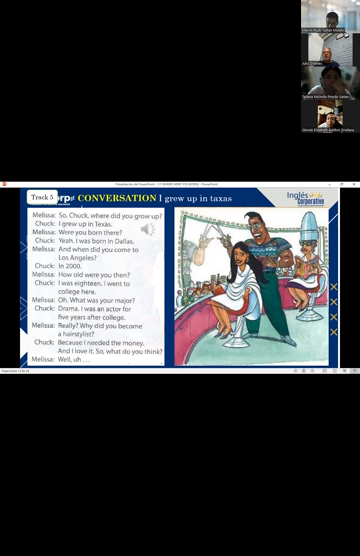 Track 5
CONVERSATION I grew up in taxas
Inglés
Corporativo
Melissa: So, Chuck, where did you grow up?
Chuck: I grew up in Texas.
Melissa: Were you born there?
Chuck: Yeah. I was born in Dallas.
Melissa: And when did you come to
Los Angeles?
Chuck: In 2000.
Melissa: How old were you then?
Chuck: I was eighteen. I went to
college here.
Melissa: Oh. What was your major?
Chuck: Drama. I was an actor for
five years after college.
Melissa: Really? Why did you become
a hairstylist?
Chuck: Because I needed the money.
And I love it. So, what do you think?
Melissa: Well, uh . . .